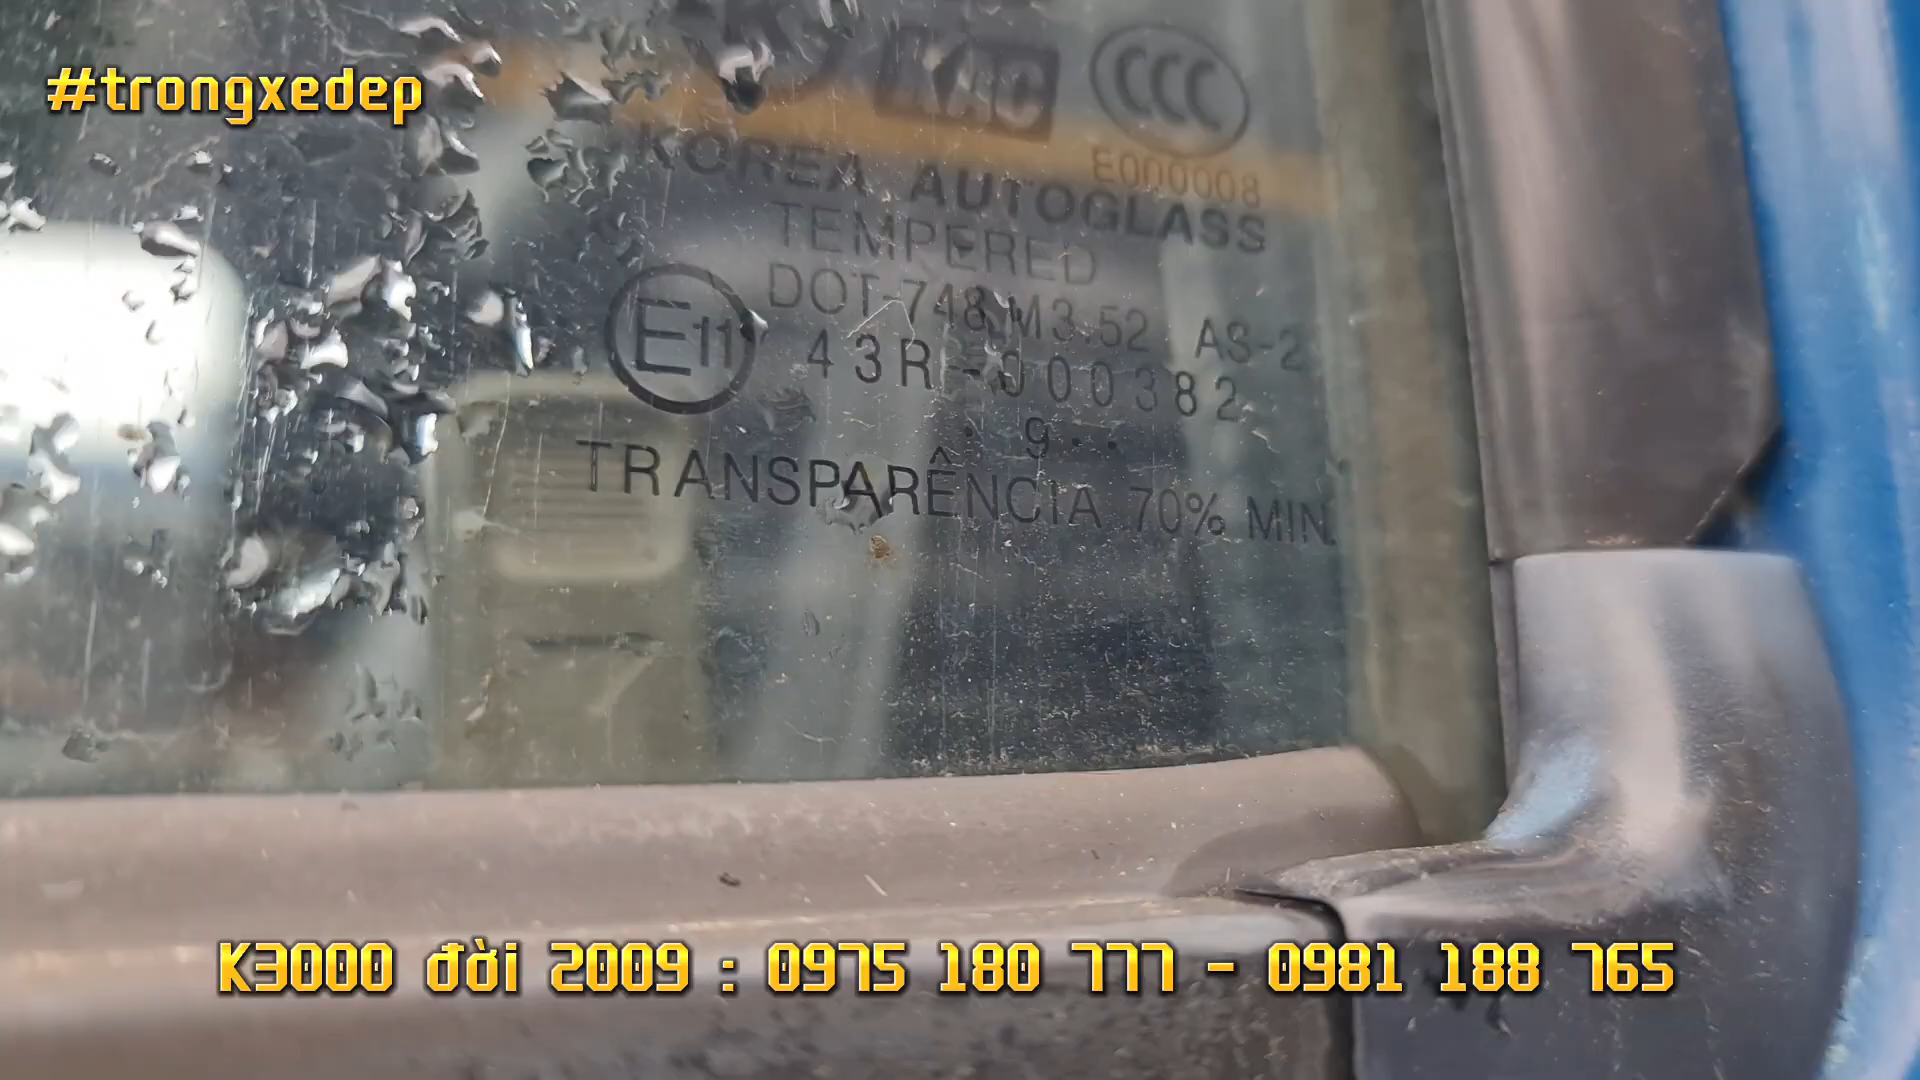 #trongxedep
KAC CCC
E000008
KOREA AUTOGLASS
TEMPERED
DOT-748 M3.52 AS-2
E11 43R-000382
. 9 . .
TRANSPARÊNCIA 70% MIN.
K3000 đời 2009 : 0975 180 777 - 0981 188 765